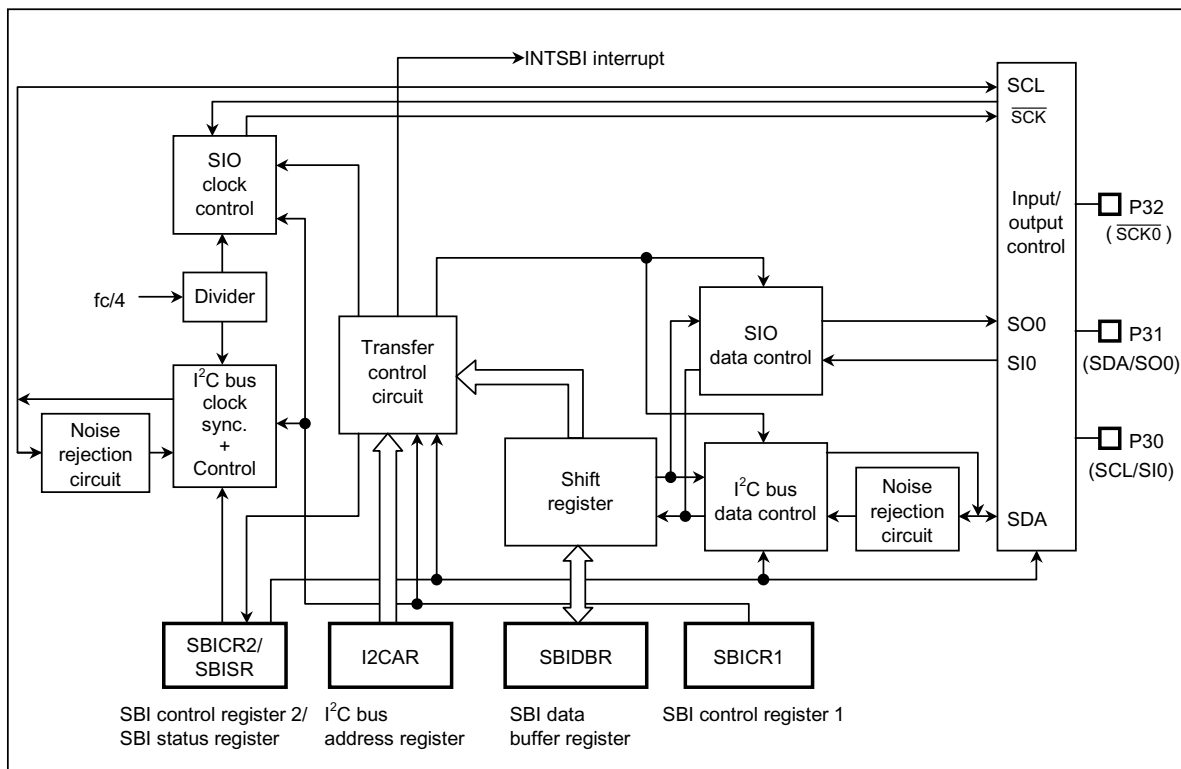 INTSBI interrupt
SCL
SCK
SIO
clock
control
Input/
output
control
P32
( SCK0 )
fc/4
Divider
Transfer
control
circuit
SIO
data control
SO0
SI0
P31
(SDA/SO0)
I²C bus
clock
sync.
+
Control
Noise
rejection
circuit
P30
(SCL/SI0)
Shift
register
I²C bus
data control
Noise
rejection
circuit
SDA
SBICR2/
SBISR
I2CAR
SBIDBR
SBICR1
SBI control register 2/
SBI status register
I²C bus
address register
SBI data
buffer register
SBI control register 1